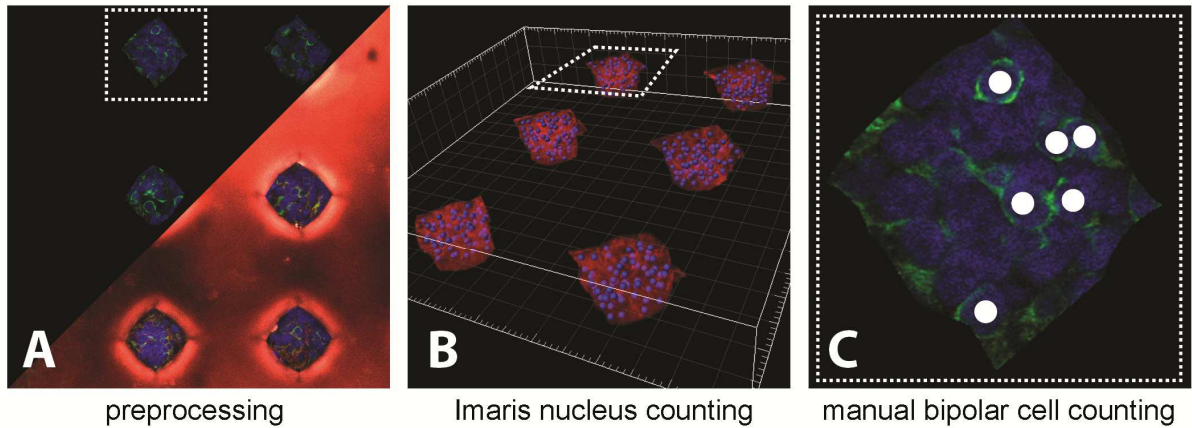 A
B
C
preprocessing
Imaris nucleus counting
manual bipolar cell counting